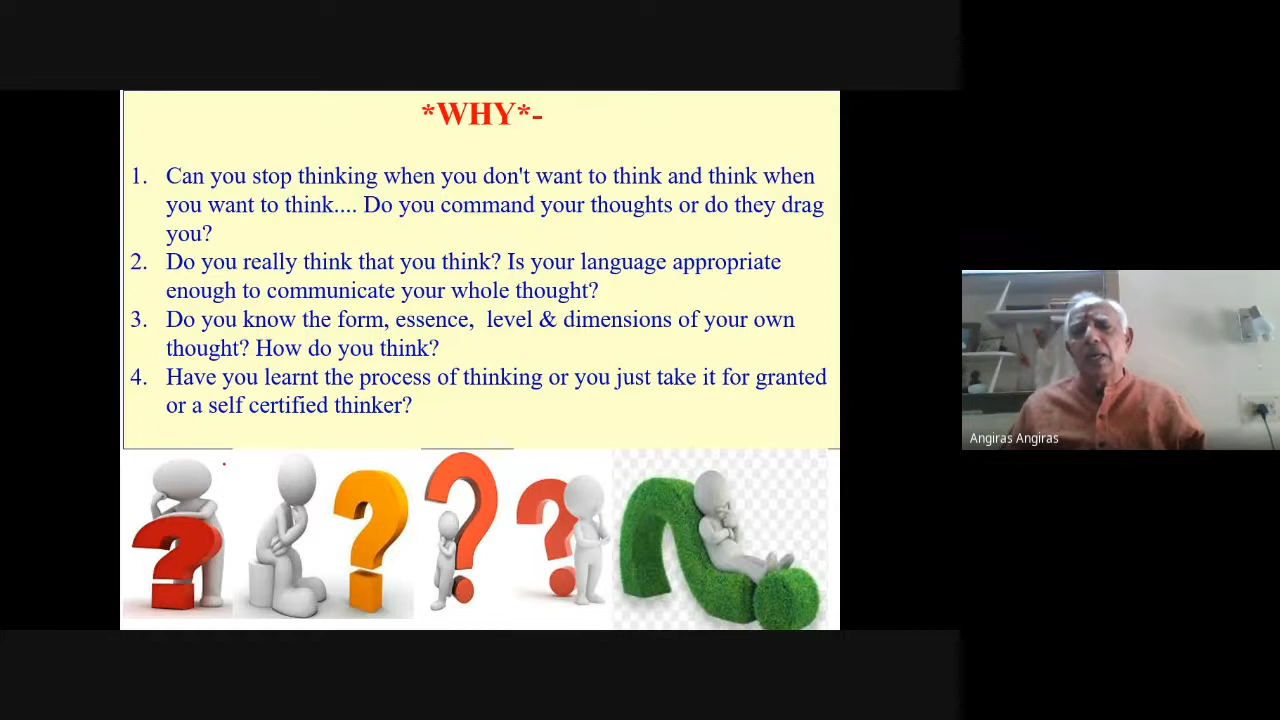 *WHY*-
1. Can you stop thinking when you don't want to think and think when
you want to think.... Do you command your thoughts or do they drag
you?
2. Do you really think that you think? Is your language appropriate
enough to communicate your whole thought?
3. Do you know the form, essence, level & dimensions of your own
thought? How do you think?
4. Have you learnt the process of thinking or you just take it for granted
or a self certified thinker?
Angiras Angiras